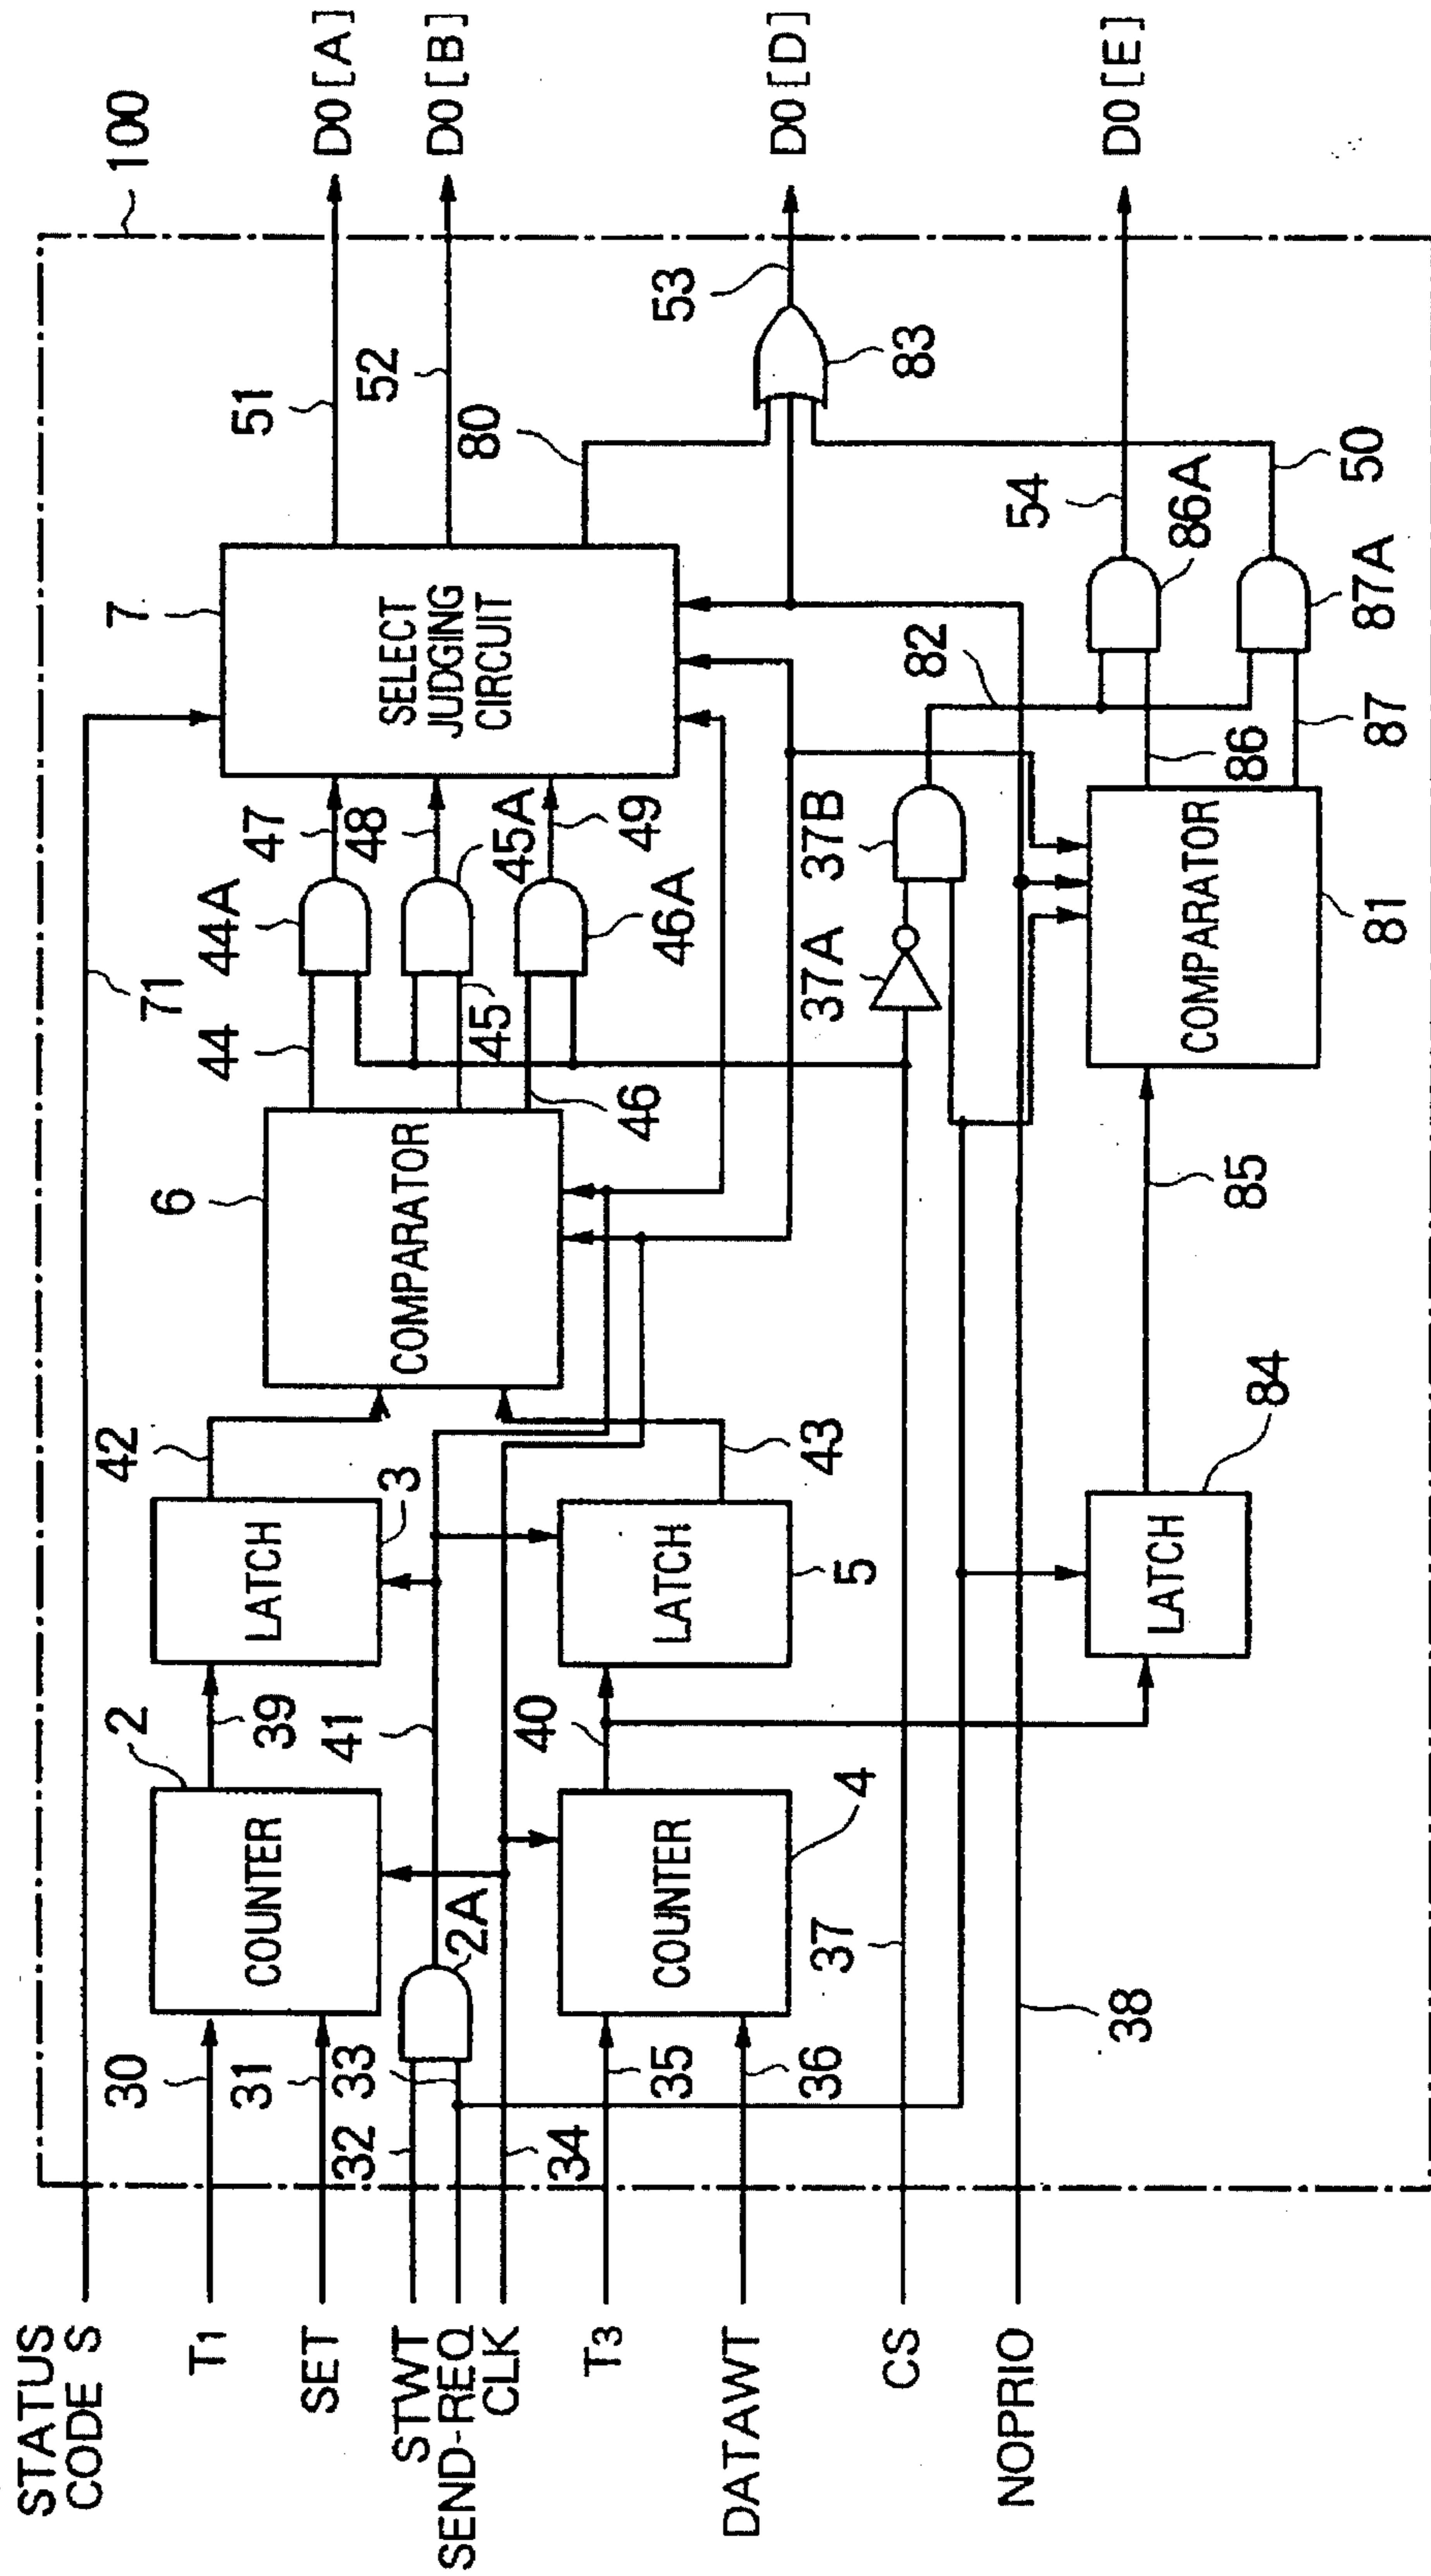 STATUS
CODE S
T1
SET
STWT
SEND-REQ
CLK
T3
DATAWT
CS
NOPRIO
30
31
32
33
34
35
36
37
38
2
COUNTER
2A
COUNTER
4
39
40
41
LATCH
3
LATCH
5
LATCH
84
42
43
85
6
COMPARATOR
44
45
46
71
44A
45A
46A
47
48
49
37A
37B
COMPARATOR
81
82
86
87
7
SELECT
JUDGING
CIRCUIT
86A
87A
54
50
51
52
80
53
83
100
D0[A]
D0[B]
D0[D]
D0[E]